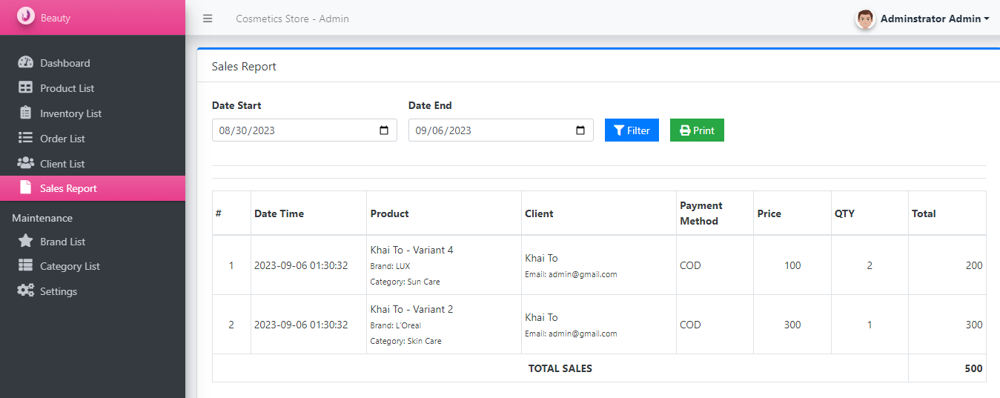 Beauty
Cosmetics Store - Admin
Adminstrator Admin
Dashboard
Product List
Inventory List
Order List
Client List
Sales Report
Maintenance
Brand List
Category List
Settings
Sales Report
Date Start
Date End
08/30/2023
09/06/2023
Filter
Print
# Date Time Product Client Payment Method Price QTY Total
1 2023-09-06 01:30:32 Khai To - Variant 4
Brand: LUX
Category: Sun Care
Khai To
Email: admin@gmail.com
COD 100 2 200
2 2023-09-06 01:30:32 Khai To - Variant 2
Brand: L'Oreal
Category: Skin Care
Khai To
Email: admin@gmail.com
COD 300 1 300
TOTAL SALES 500